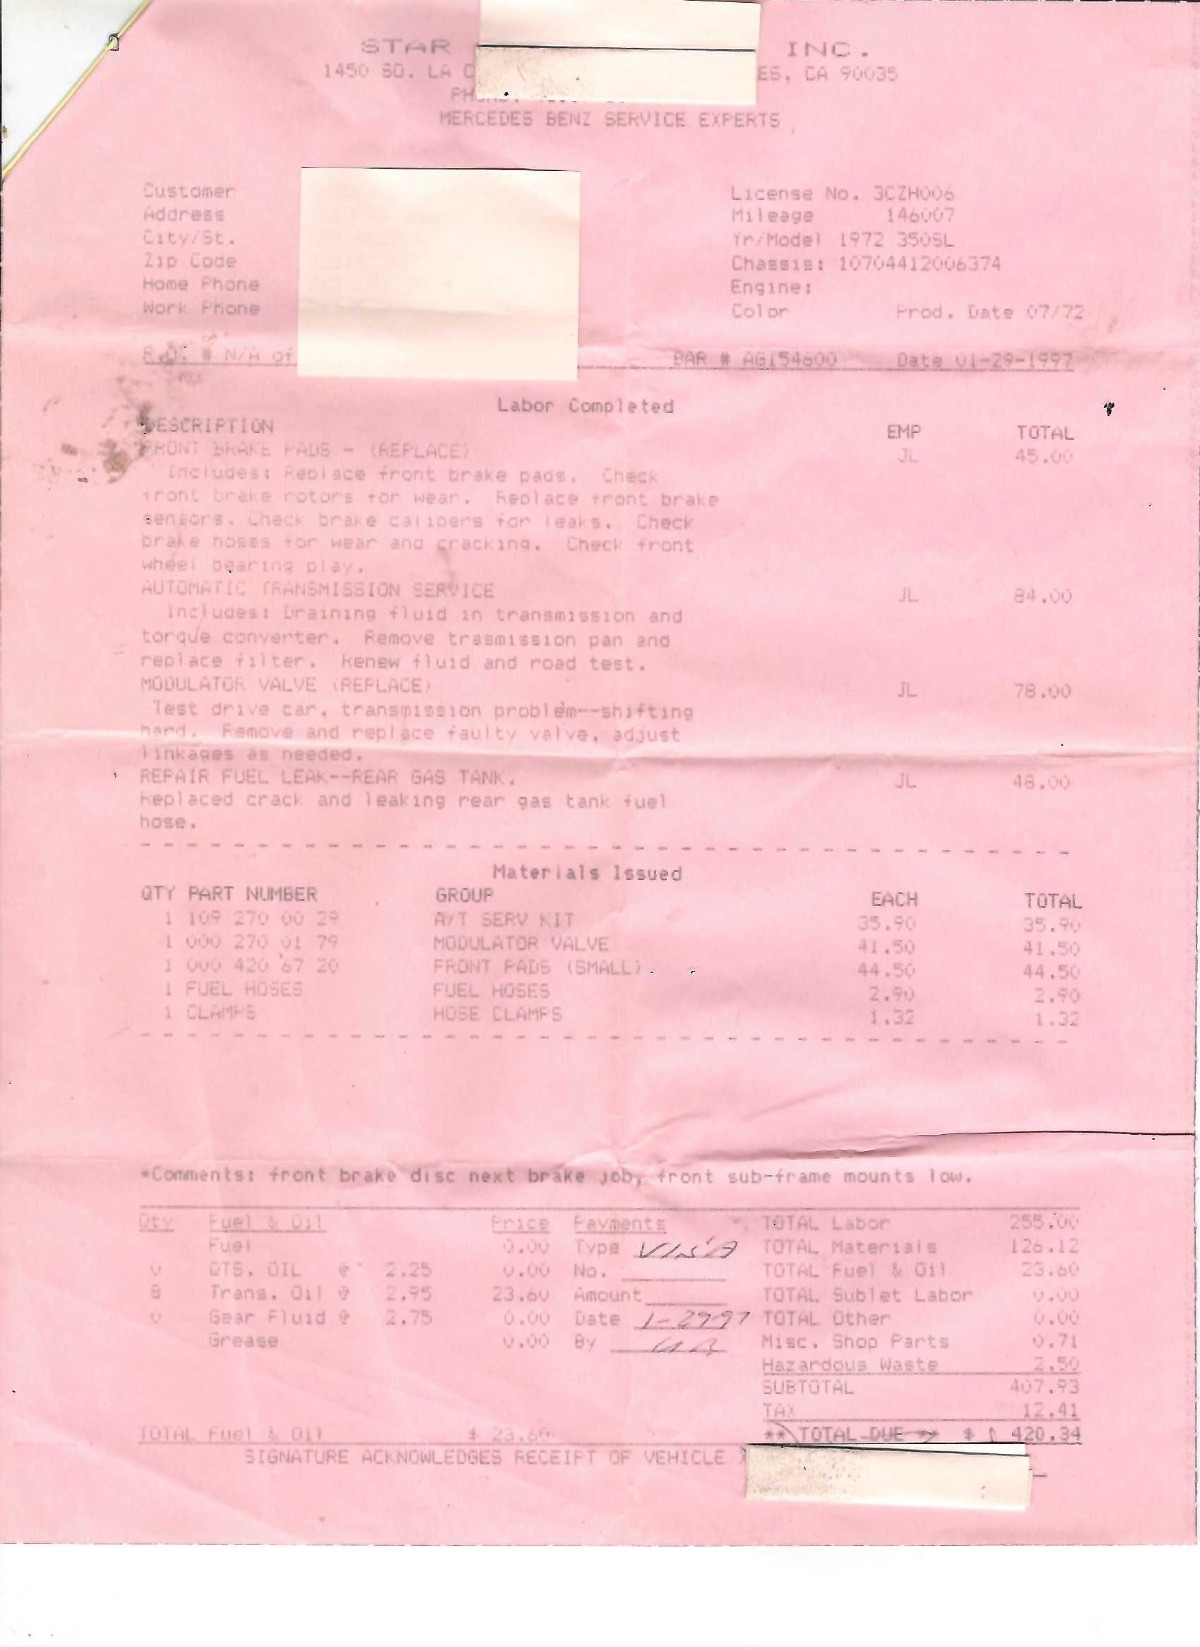 STAR INC.
1450 SO. LA C ES, CA 90035
MERCEDES BENZ SERVICE EXPERTS
Customer License No. 3CZH006
Address Mileage 146007
City/St. Yr/Model 1972 350SL
Zip Code Chassis: 10704412006374
Home Phone Engine:
Work Phone Color Prod. Date 07/72
R.O. # N/A of BAR # AG154600 Date 01-29-1997
Labor Completed
DESCRIPTION EMP TOTAL
FRONT BRAKE PADS - (REPLACE) JL 45.00
Includes: Replace front brake pads. Check
front brake rotors for wear. Replace front brake
sensors. Check brake calipers for leaks. Check
brake hoses for wear and cracking. Check front
wheel bearing play.
AUTOMATIC TRANSMISSION SERVICE JL 84.00
Includes: Draining fluid in transmission and
torque converter. Remove trasmission pan and
replace filter. Renew fluid and road test.
MODULATOR VALVE (REPLACE) JL 78.00
Test drive car, transmission problem--shifting
hard. Remove and replace faulty valve, adjust
linkages as needed.
REPAIR FUEL LEAK--REAR GAS TANK. JL 48.00
Replaced crack and leaking rear gas tank fuel
hose.
Materials Issued
QTY PART NUMBER GROUP EACH TOTAL
1 109 270 00 29 A/T SERV KIT 35.90 35.90
1 000 270 01 79 MODULATOR VALVE 41.50 41.50
1 000 420 67 20 FRONT PADS (SMALL) 44.50 44.50
1 FUEL HOSES FUEL HOSES 2.90 2.90
1 CLAMPS HOSE CLAMPS 1.32 1.32
*Comments: front brake disc next brake job, front sub-frame mounts low.
Qty Fuel & Oil Price Payments TOTAL Labor 255.00
Fuel 0.00 Type VISA TOTAL Materials 126.12
0 QTS. OIL @ 2.25 0.00 No. TOTAL Fuel & Oil 23.60
8 Trans. Oil @ 2.95 23.60 Amount TOTAL Sublet Labor 0.00
0 Gear Fluid @ 2.75 0.00 Date 1-29-97 TOTAL Other 0.00
Grease 0.00 By Misc. Shop Parts 0.71
Hazardous Waste 2.50
SUBTOTAL 407.93
TAX 12.41
TOTAL Fuel & Oil $ 23.60 ** TOTAL DUE ** $ 420.34
SIGNATURE ACKNOWLEDGES RECEIPT OF VEHICLE X